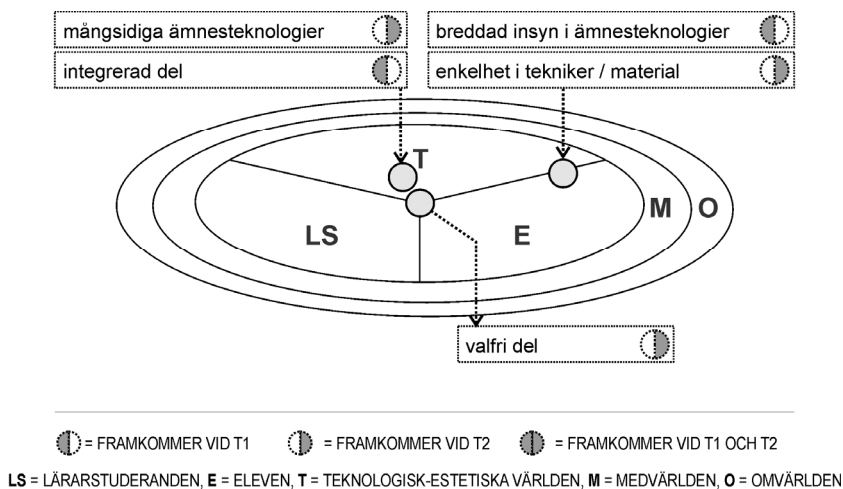 mångsidiga ämnesteknologier
breddad insyn i ämnesteknologier
integrerad del
enkelhet i tekniker / material
T
M
O
LS
E
valfri del
= FRAMKOMMER VID T1
= FRAMKOMMER VID T2
= FRAMKOMMER VID T1 OCH T2
LS = LÄRARSTUDERANDEN, E = ELEVEN, T = TEKNOLOGISK-ESTETISKA VÄRLDEN, M = MEDVÄRLDEN, O = OMVÄRLDEN